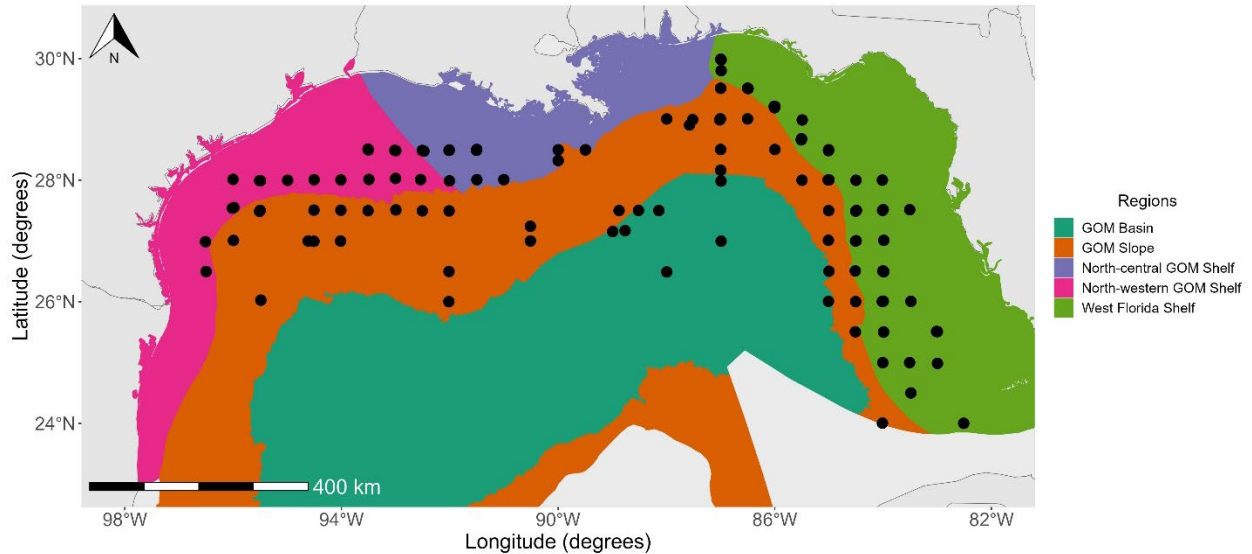 N
30°N
28°N
26°N
24°N
Latitude (degrees)
400 km
98°W 94°W 90°W 86°W 82°W
Longitude (degrees)
Regions
GOM Basin
GOM Slope
North-central GOM Shelf
North-western GOM Shelf
West Florida Shelf